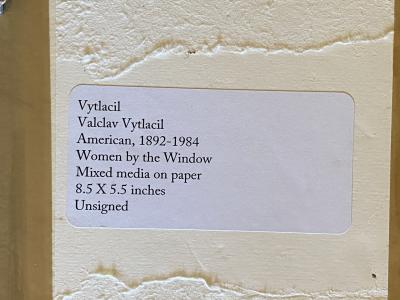 Vytlacil
Valclav Vytlacil
American, 1892-1984
Women by the Window
Mixed media on paper
8.5 X 5.5 inches
Unsigned